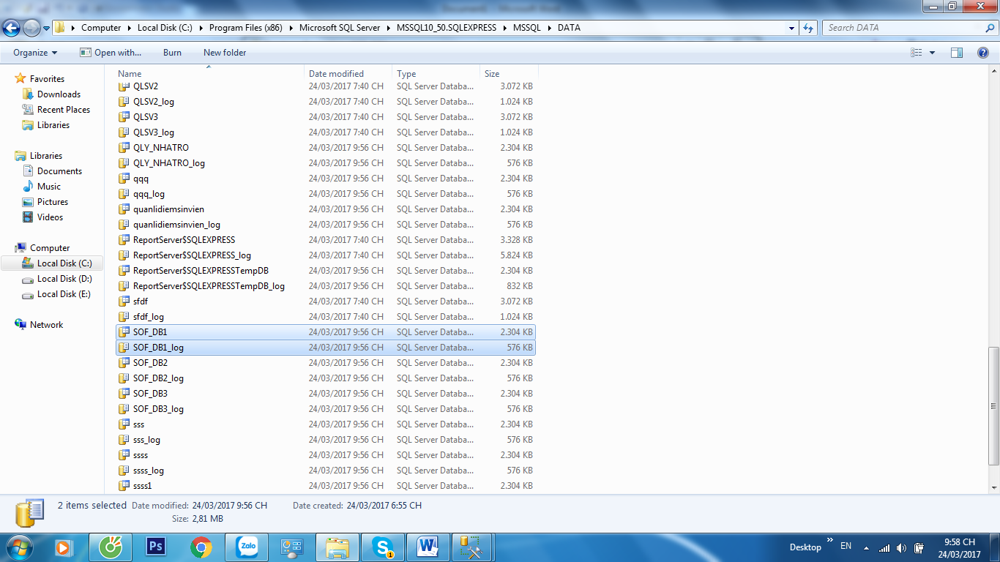 Computer ▸ Local Disk (C:) ▸ Program Files (x86) ▸ Microsoft SQL Server ▸ MSSQL10_50.SQLEXPRESS ▸ MSSQL ▸ DATA
Search DATA
Organize Open with... Burn New folder
Favorites
Downloads
Recent Places
Libraries
Libraries
Documents
Music
Pictures
Videos
Computer
Local Disk (C:)
Local Disk (D:)
Local Disk (E:)
Network
Name Date modified Type Size
QLSV2 24/03/2017 7:40 CH SQL Server Databa... 3.072 KB
QLSV2_log 24/03/2017 7:40 CH SQL Server Databa... 1.024 KB
QLSV3 24/03/2017 7:40 CH SQL Server Databa... 3.072 KB
QLSV3_log 24/03/2017 7:40 CH SQL Server Databa... 1.024 KB
QLY_NHATRO 24/03/2017 9:56 CH SQL Server Databa... 2.304 KB
QLY_NHATRO_log 24/03/2017 9:56 CH SQL Server Databa... 576 KB
qqq 24/03/2017 9:56 CH SQL Server Databa... 2.304 KB
qqq_log 24/03/2017 9:56 CH SQL Server Databa... 576 KB
quanlidiemsinvien 24/03/2017 9:56 CH SQL Server Databa... 2.304 KB
quanlidiemsinvien_log 24/03/2017 9:56 CH SQL Server Databa... 576 KB
ReportServer$SQLEXPRESS 24/03/2017 7:40 CH SQL Server Databa... 3.328 KB
ReportServer$SQLEXPRESS_log 24/03/2017 7:40 CH SQL Server Databa... 5.824 KB
ReportServer$SQLEXPRESSTempDB 24/03/2017 9:56 CH SQL Server Databa... 2.304 KB
ReportServer$SQLEXPRESSTempDB_log 24/03/2017 9:56 CH SQL Server Databa... 832 KB
sfdf 24/03/2017 7:40 CH SQL Server Databa... 3.072 KB
sfdf_log 24/03/2017 7:40 CH SQL Server Databa... 1.024 KB
SOF_DB1 24/03/2017 9:56 CH SQL Server Databa... 2.304 KB
SOF_DB1_log 24/03/2017 9:56 CH SQL Server Databa... 576 KB
SOF_DB2 24/03/2017 9:56 CH SQL Server Databa... 2.304 KB
SOF_DB2_log 24/03/2017 9:56 CH SQL Server Databa... 576 KB
SOF_DB3 24/03/2017 9:56 CH SQL Server Databa... 2.304 KB
SOF_DB3_log 24/03/2017 9:56 CH SQL Server Databa... 576 KB
sss 24/03/2017 9:56 CH SQL Server Databa... 2.304 KB
sss_log 24/03/2017 9:56 CH SQL Server Databa... 576 KB
ssss 24/03/2017 9:56 CH SQL Server Databa... 2.304 KB
ssss_log 24/03/2017 9:56 CH SQL Server Databa... 576 KB
ssss1 24/03/2017 9:56 CH SQL Server Databa... 2.304 KB
2 items selected Date modified: 24/03/2017 9:56 CH Date created: 24/03/2017 6:55 CH
Size: 2,81 MB
Ps
Zalo
1
Desktop
EN
9:58 CH
24/03/2017